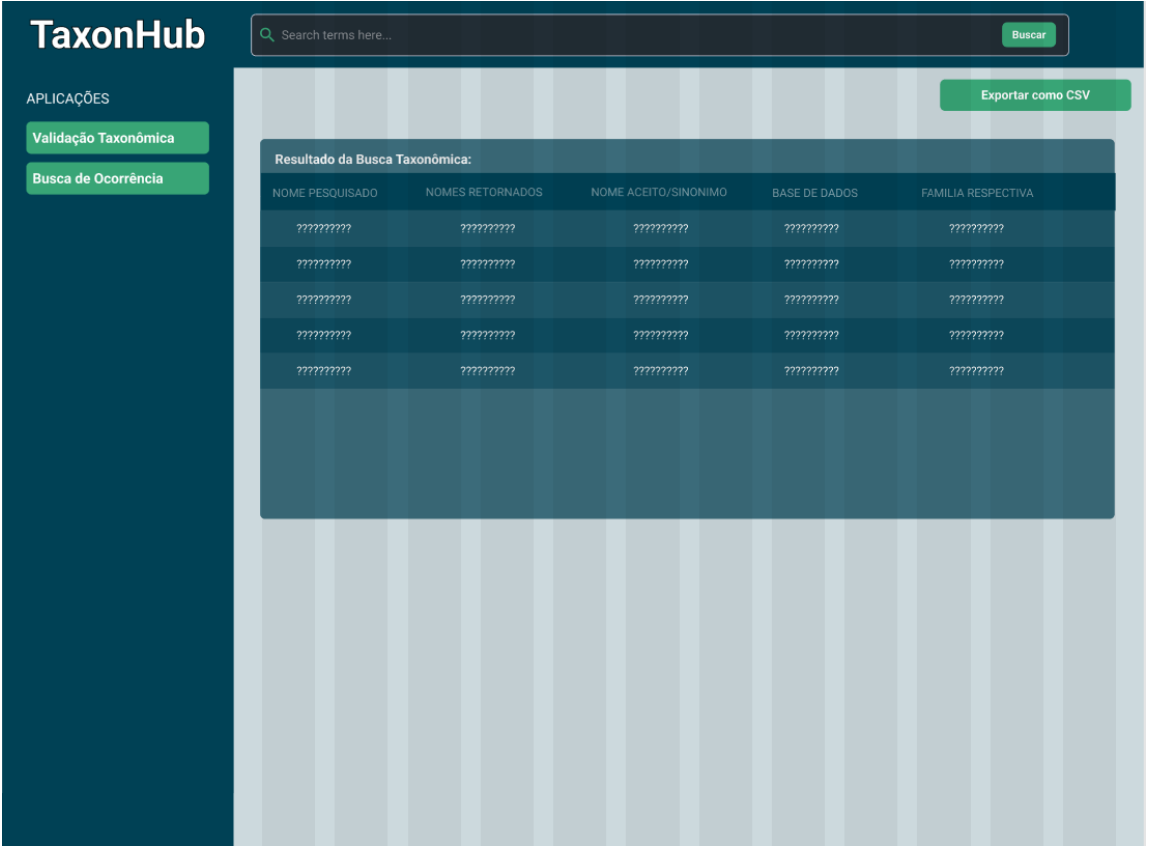 TaxonHub
Search terms here...
Buscar
APLICAÇÕES
Validação Taxonômica
Busca de Ocorrência
Exportar como CSV
Resultado da Busca Taxonômica:
NOME PESQUISADO NOMES RETORNADOS NOME ACEITO/SINONIMO BASE DE DADOS FAMILIA RESPECTIVA
?????????? ?????????? ?????????? ?????????? ??????????
?????????? ?????????? ?????????? ?????????? ??????????
?????????? ?????????? ?????????? ?????????? ??????????
?????????? ?????????? ?????????? ?????????? ??????????
?????????? ?????????? ?????????? ?????????? ??????????